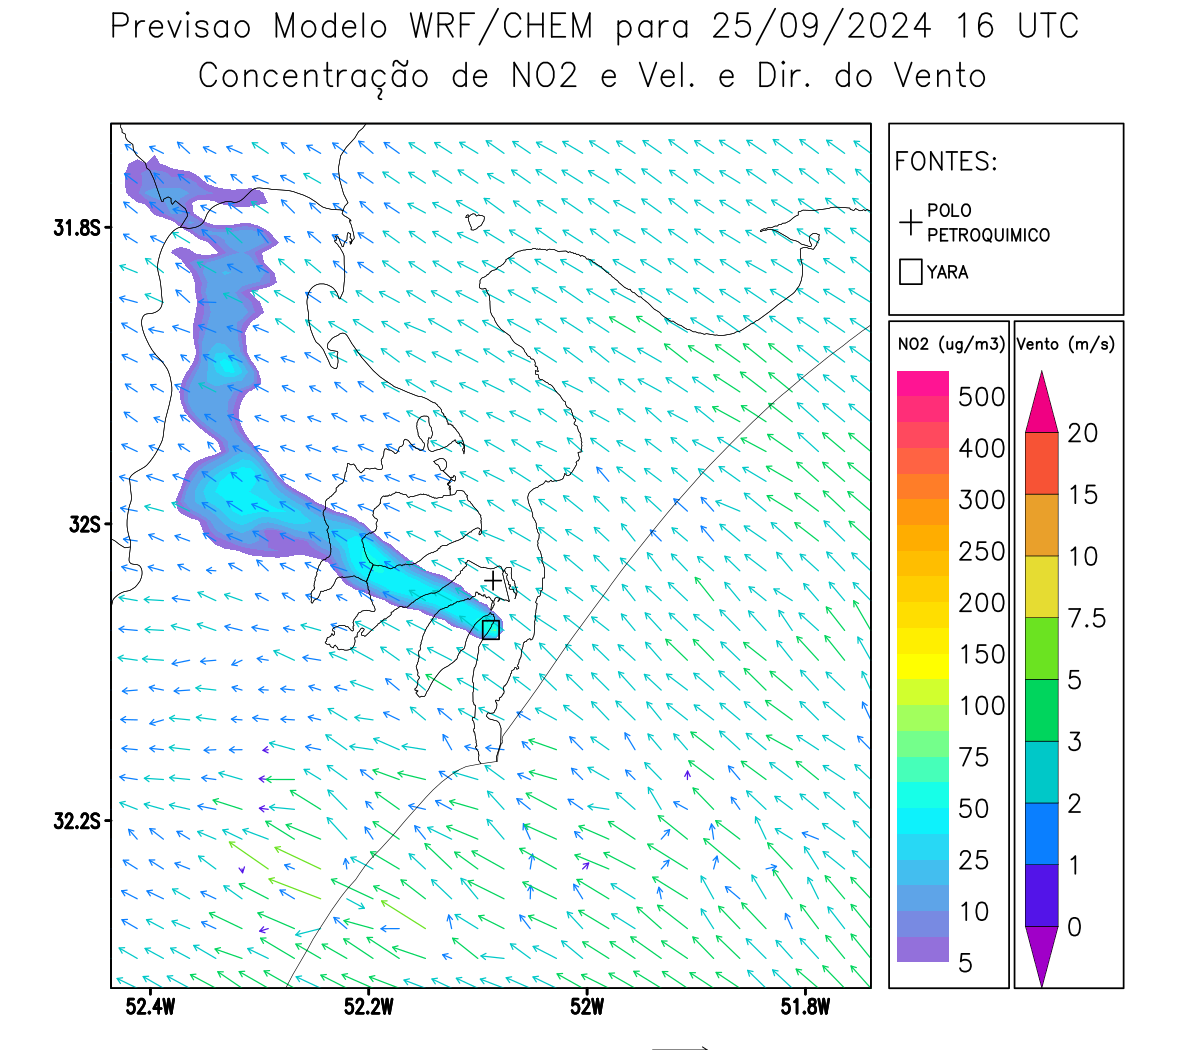 Previsao Modelo WRF/CHEM para 25/09/2024 16 UTC
Concentração de NO2 e Vel. e Dir. do Vento
FONTES:
POLO
PETROQUIMICO
YARA
NO2 (ug/m3)
500
400
300
250
200
150
100
75
50
25
10
5
Vento (m/s)
20
15
10
7.5
5
3
2
1
0
31.8S
32S
32.2S
52.4W
52.2W
52W
51.8W